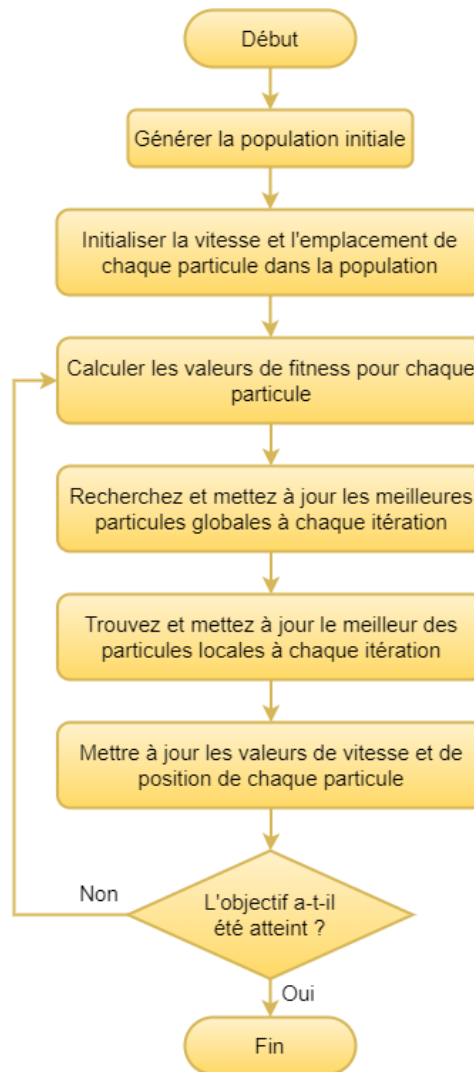 Début
Générer la population initiale
Initialiser la vitesse et l'emplacement de
chaque particule dans la population
Calculer les valeurs de fitness pour chaque
particule
Recherchez et mettez à jour les meilleures
particules globales à chaque itération
Trouvez et mettez à jour le meilleur des
particules locales à chaque itération
Mettre à jour les valeurs de vitesse et de
position de chaque particule
Non
L'objectif a-t-il
été atteint ?
Oui
Fin